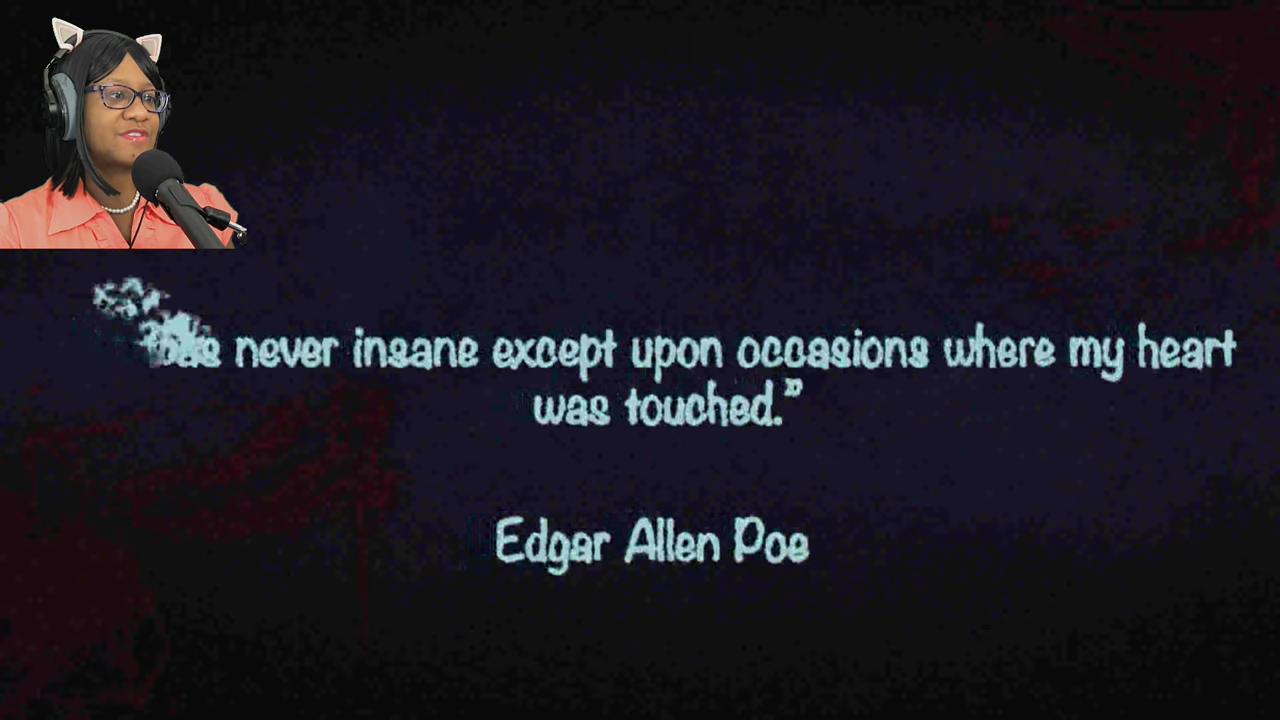 never insane except upon occasions where my heart
was touched.”
Edgar Allen Poe